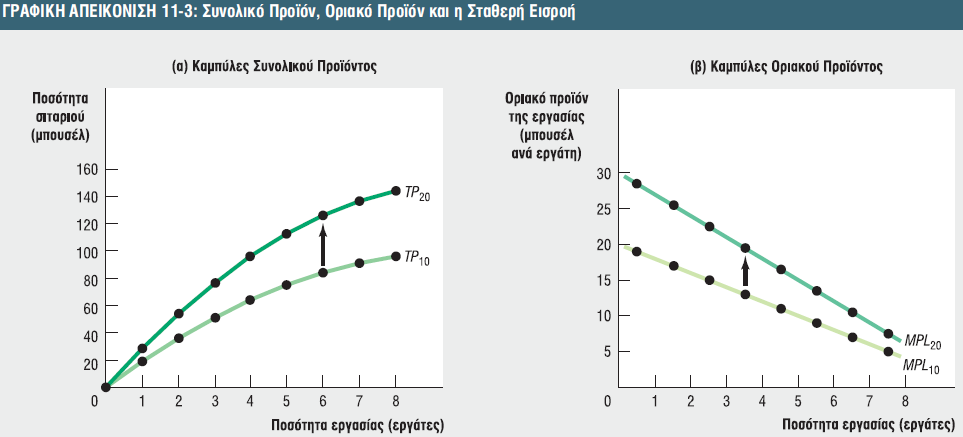 ΓΡΑΦΙΚΗ ΑΠΕΙΚΟΝΙΣΗ 11-3: Συνολικό Προϊόν, Οριακό Προϊόν και η Σταθερή Εισροή
(α) Καμπύλες Συνολικού Προϊόντος
Ποσότητα
σιταριού
(μπουσέλ)
160
140
120
100
80
60
40
20
0
1
2
3
4
5
6
7
8
TP20
TP10
Ποσότητα εργασίας (εργάτες)
(β) Καμπύλες Οριακού Προϊόντος
Οριακό προϊόν
της εργασίας
(μπουσέλ
ανά εργάτη)
30
25
20
15
10
5
0
1
2
3
4
5
6
7
8
MPL20
MPL10
Ποσότητα εργασίας (εργάτες)